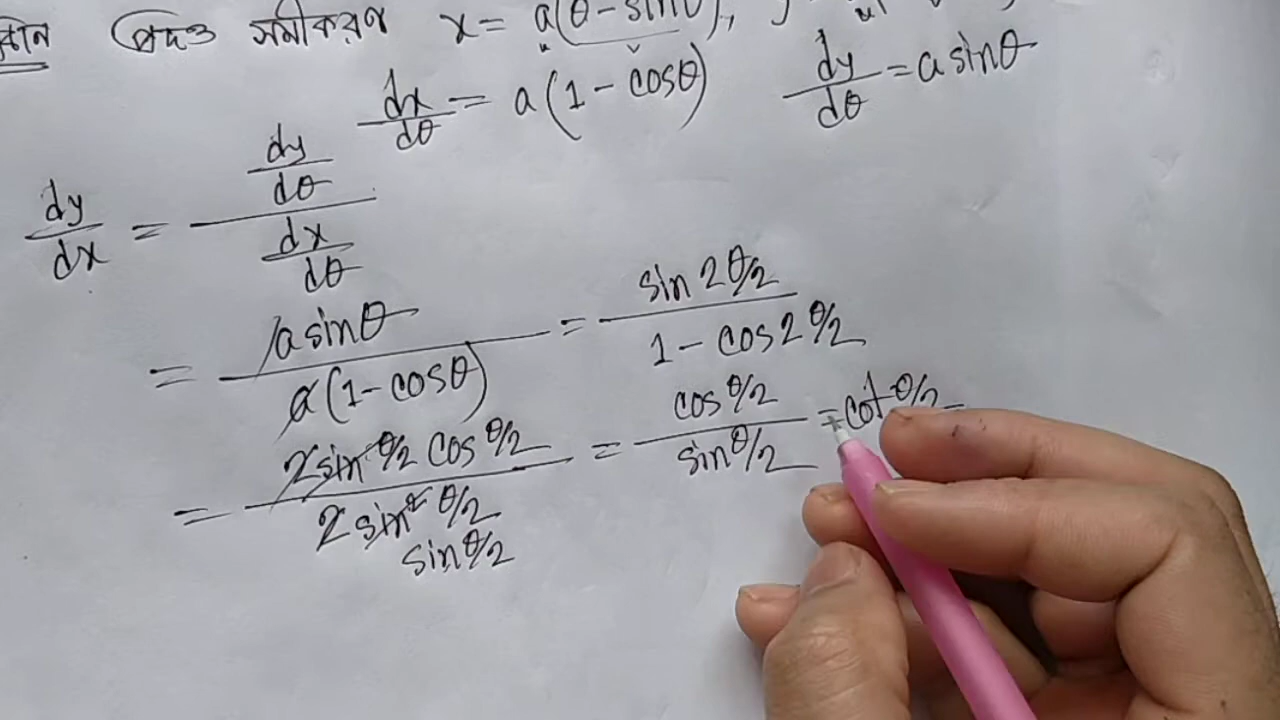 প্রদত্ত সমীকরণ x = a(θ - sinθ),
dx/dθ = a(1 - cosθ) dy/dθ = a sinθ
dy/dx = (dy/dθ)/(dx/dθ)
= a sinθ / a(1 - cosθ) = sin 2 θ/2 / 1 - cos 2 θ/2
= 2 sin θ/2 cos θ/2 / 2 sin² θ/2 = cos θ/2 / sin θ/2 = cot θ/2
sin θ/2